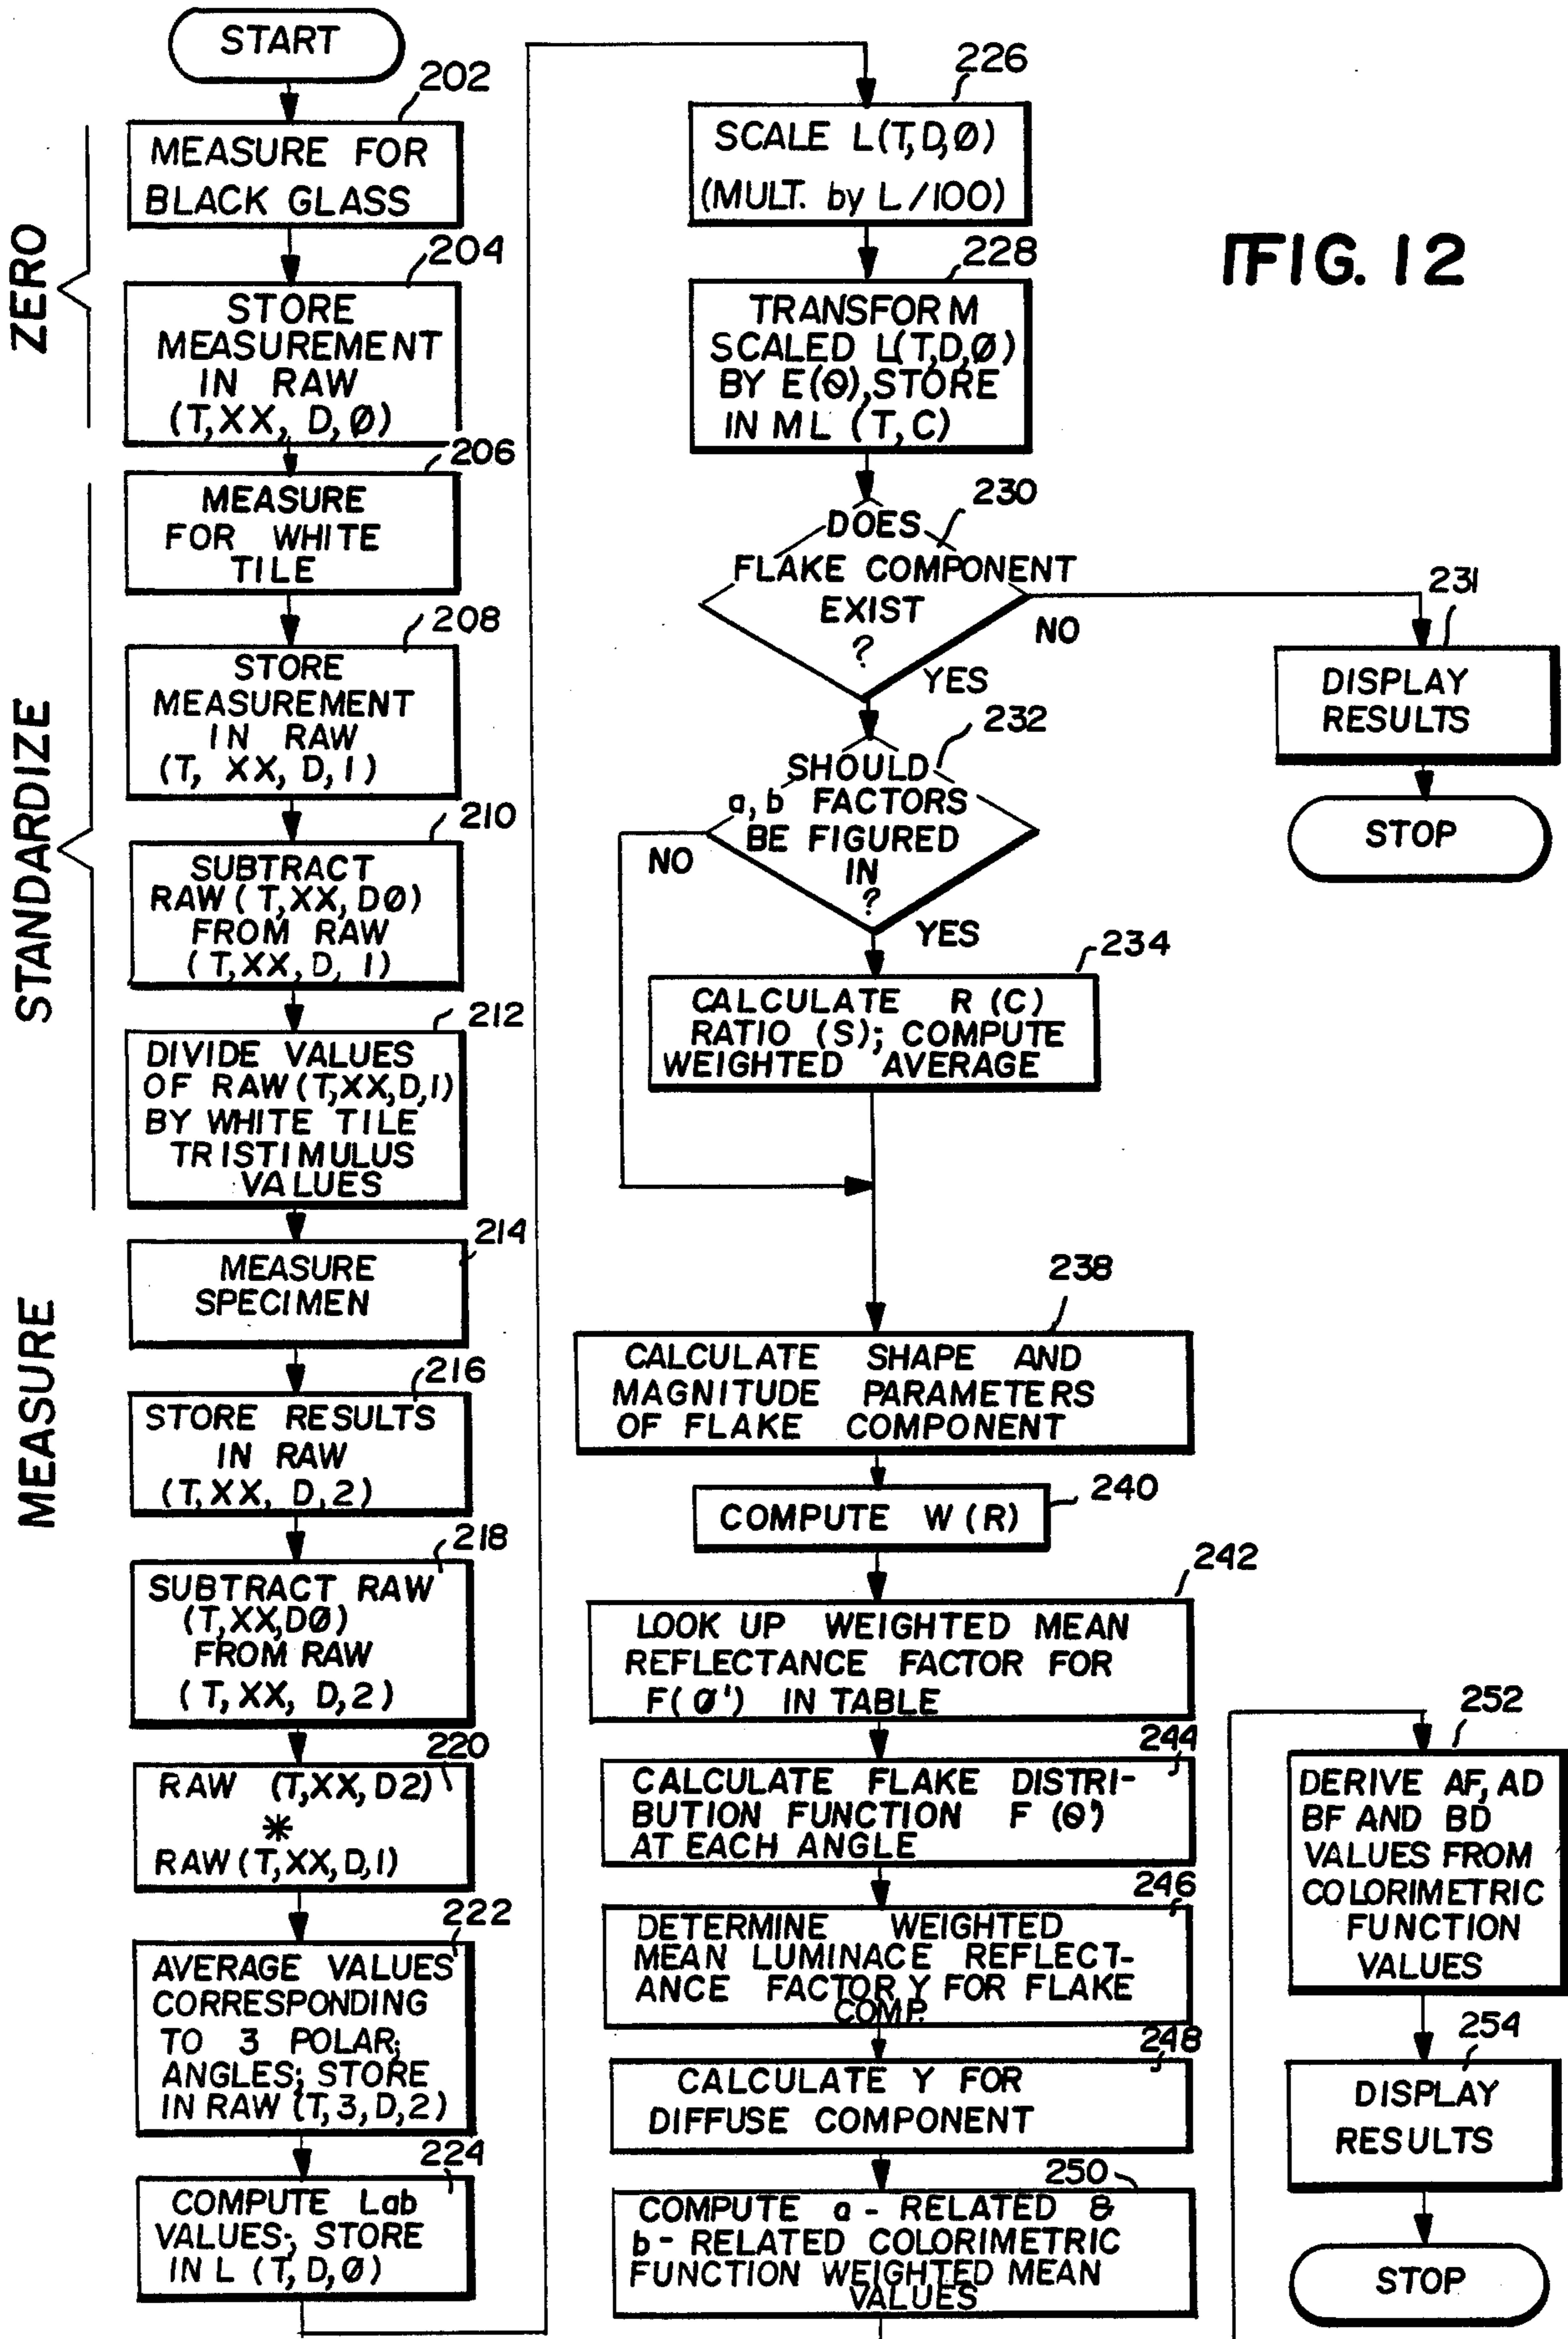 START
202
MEASURE FOR
BLACK GLASS
204
STORE
MEASUREMENT
IN RAW
(T,XX, D,Ø)
ZERO
206
MEASURE
FOR WHITE
TILE
208
STORE
MEASUREMENT
IN RAW
(T, XX, D,1)
210
SUBTRACT
RAW(T,XX, DØ)
FROM RAW
(T,XX, D, 1)
212
DIVIDE VALUES
OF RAW(T,XX,D,1)
BY WHITE TILE
TRISTIMULUS
VALUES
STANDARDIZE
214
MEASURE
SPECIMEN
216
STORE RESULTS
IN RAW
(T,XX, D,2)
MEASURE
218
SUBTRACT RAW
(T,XX,DØ)
FROM RAW
(T,XX, D,2)
220
RAW (T,XX, D2)
*
RAW(T,XX,D,1)
222
AVERAGE VALUES
CORRESPONDING
TO 3 POLAR;
ANGLES; STORE
IN RAW (T,3,D,2)
224
COMPUTE Lab
VALUES; STORE
IN L (T, D,Ø)
226
SCALE L(T,D,Ø)
(MULT. by L/100)
228
TRANSFORM
SCALED L(T,D,Ø)
BY E(Θ),STORE
IN ML (T,C)
230
DOES
FLAKE COMPONENT
EXIST
?
NO
YES
231
DISPLAY
RESULTS
STOP
232
SHOULD
a,b FACTORS
BE FIGURED
IN
?
NO
YES
234
CALCULATE R (C)
RATIO (S); COMPUTE
WEIGHTED AVERAGE
238
CALCULATE SHAPE AND
MAGNITUDE PARAMETERS
OF FLAKE COMPONENT
240
COMPUTE W(R)
242
LOOK UP WEIGHTED MEAN
REFLECTANCE FACTOR FOR
F(Ø') IN TABLE
244
CALCULATE FLAKE DISTRI-
BUTION FUNCTION F (Θ')
AT EACH ANGLE
246
DETERMINE WEIGHTED
MEAN LUMINACE REFLECT-
ANCE FACTOR Y FOR FLAKE
COMP.
248
CALCULATE Y FOR
DIFFUSE COMPONENT
250
COMPUTE a - RELATED &
b - RELATED COLORIMETRIC
FUNCTION WEIGHTED MEAN
VALUES
252
DERIVE AF, AD
BF AND BD
VALUES FROM
COLORIMETRIC
FUNCTION
VALUES
254
DISPLAY
RESULTS
STOP
FIG. 12